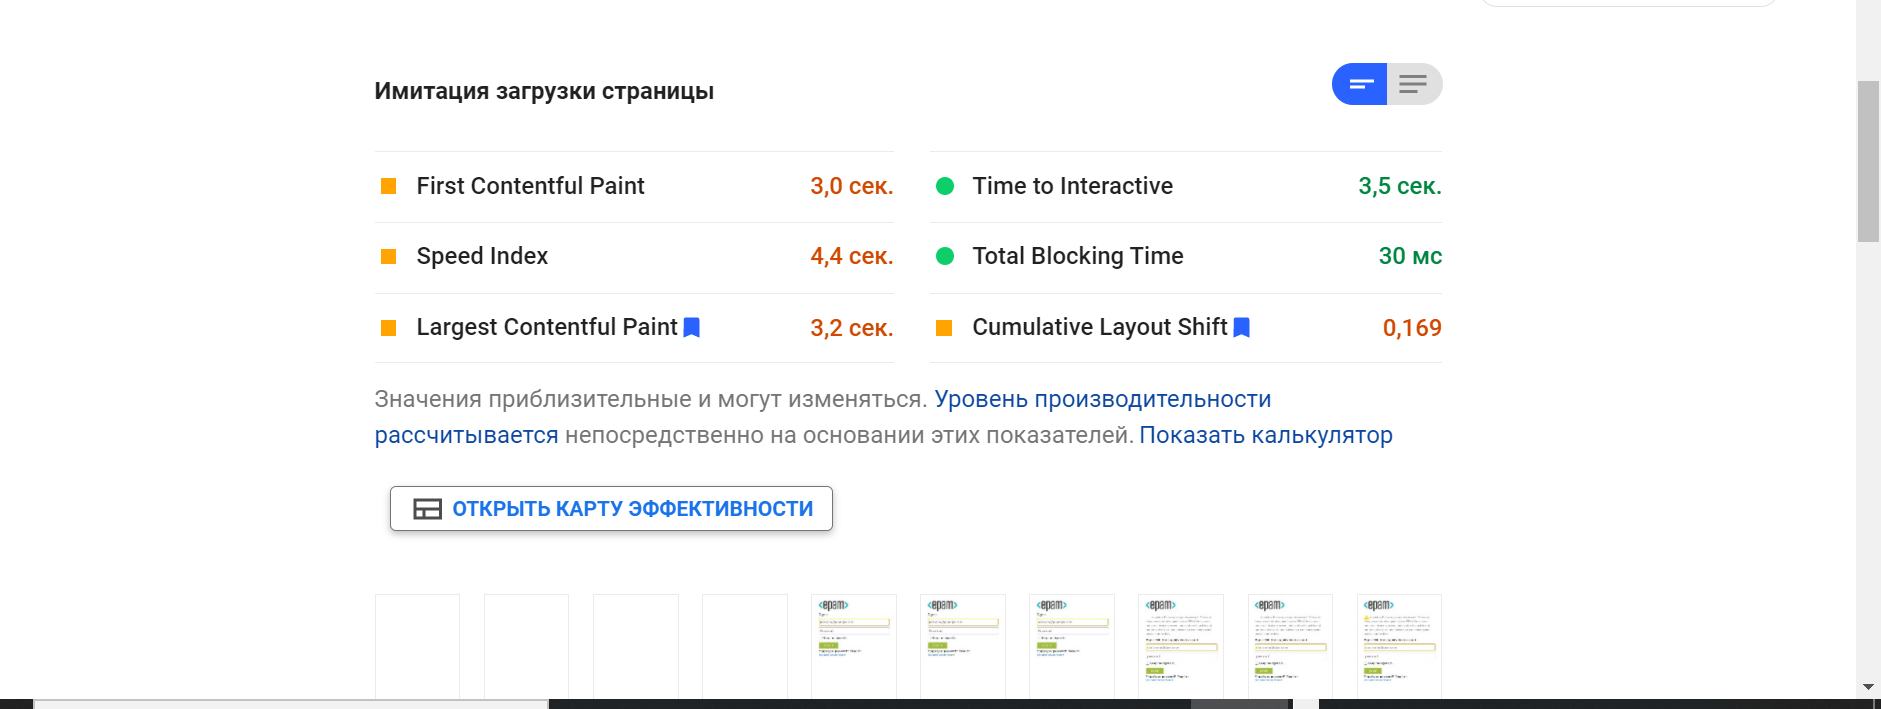 Имитация загрузки страницы
First Contentful Paint 3,0 сек.
Time to Interactive 3,5 сек.
Speed Index 4,4 сек.
Total Blocking Time 30 мс
Largest Contentful Paint 3,2 сек.
Cumulative Layout Shift 0,169
Значения приблизительные и могут изменяться. Уровень производительности
рассчитывается непосредственно на основании этих показателей. Показать калькулятор
ОТКРЫТЬ КАРТУ ЭФФЕКТИВНОСТИ
<epam> <epam> <epam> <epam> <epam> <epam>